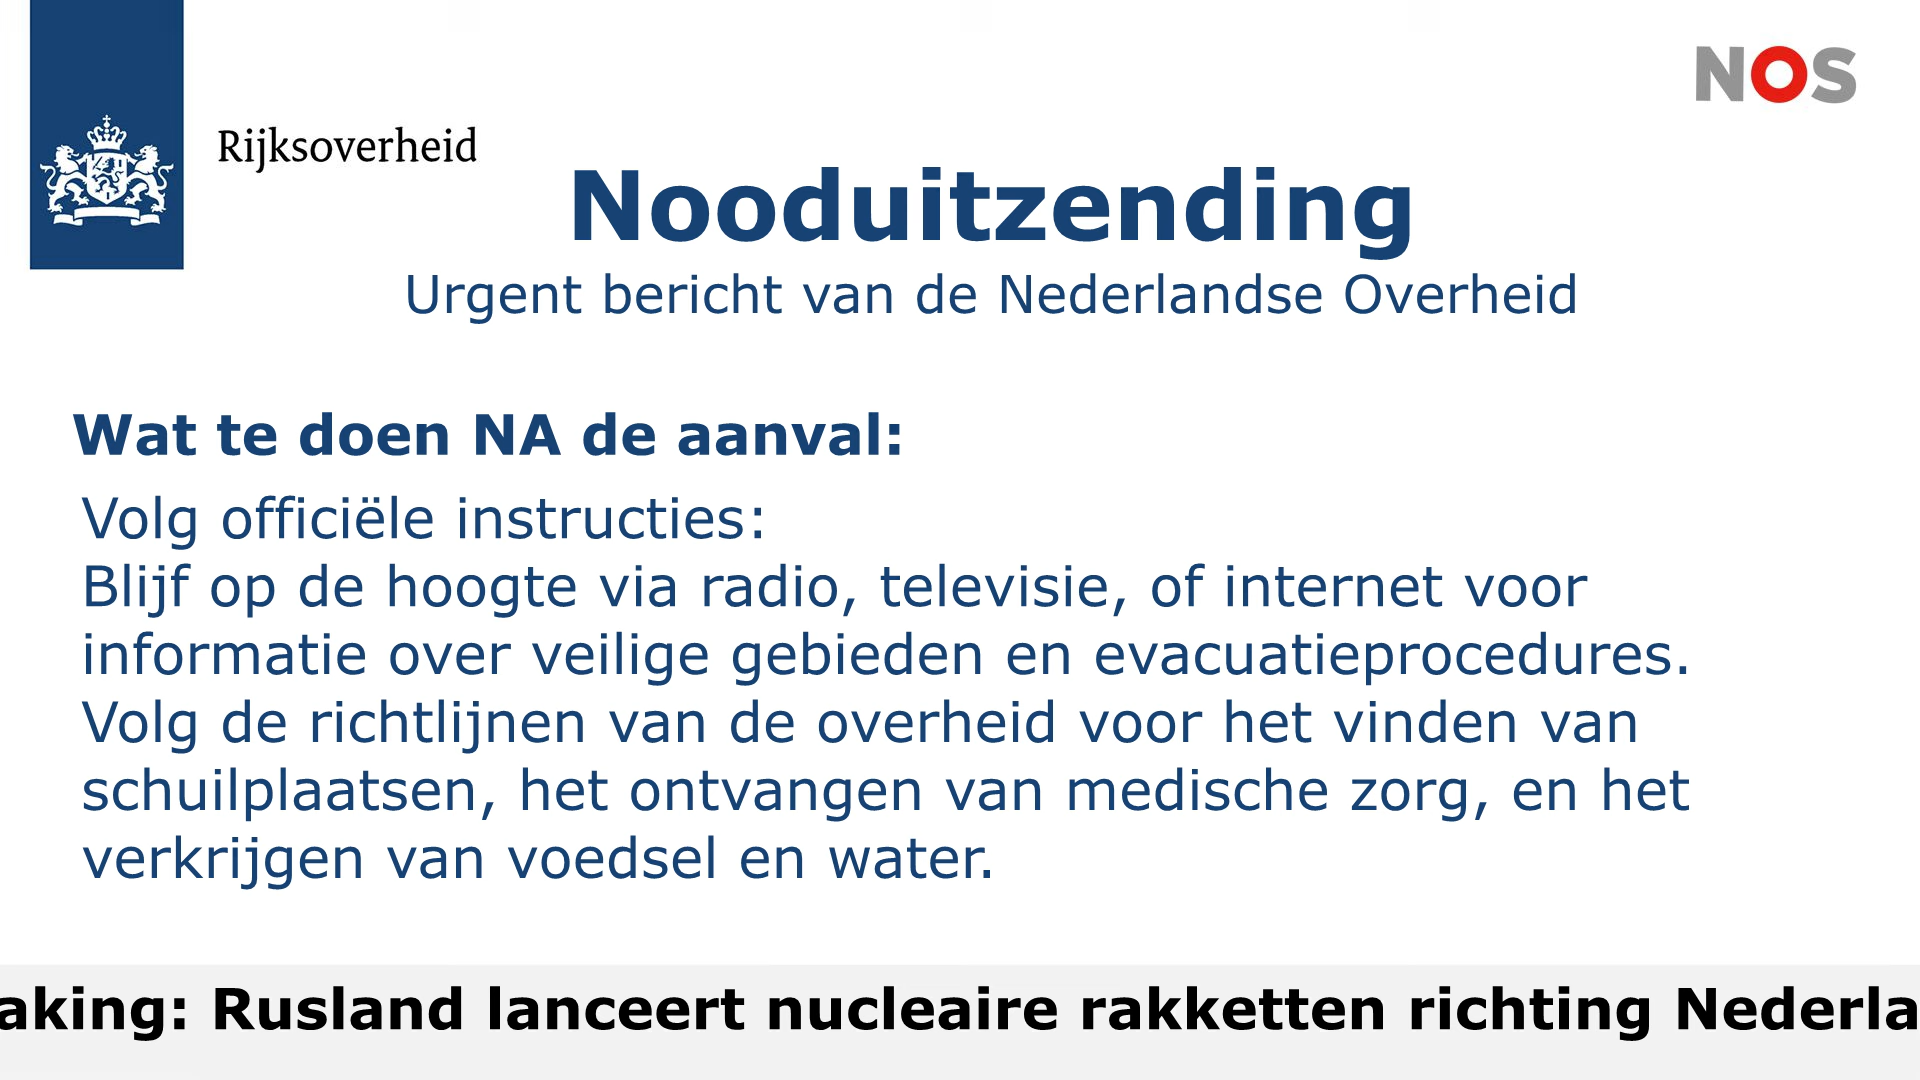 NOS
Rijksoverheid
Nooduitzending
Urgent bericht van de Nederlandse Overheid
Wat te doen NA de aanval:
Volg officiële instructies:
Blijf op de hoogte via radio, televisie, of internet voor
informatie over veilige gebieden en evacuatieprocedures.
Volg de richtlijnen van de overheid voor het vinden van
schuilplaatsen, het ontvangen van medische zorg, en het
verkrijgen van voedsel en water.
aking: Rusland lanceert nucleaire rakketten richting Nederla